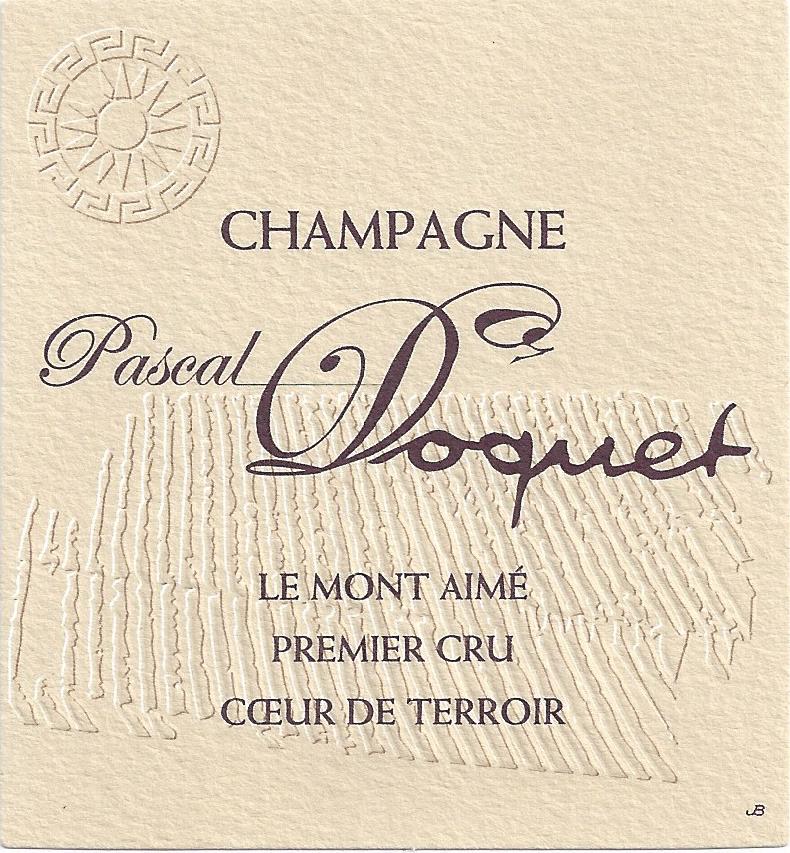 CHAMPAGNE
Pascal Doquet
LE MONT AIMÉ
PREMIER CRU
CŒUR DE TERROIR
JB